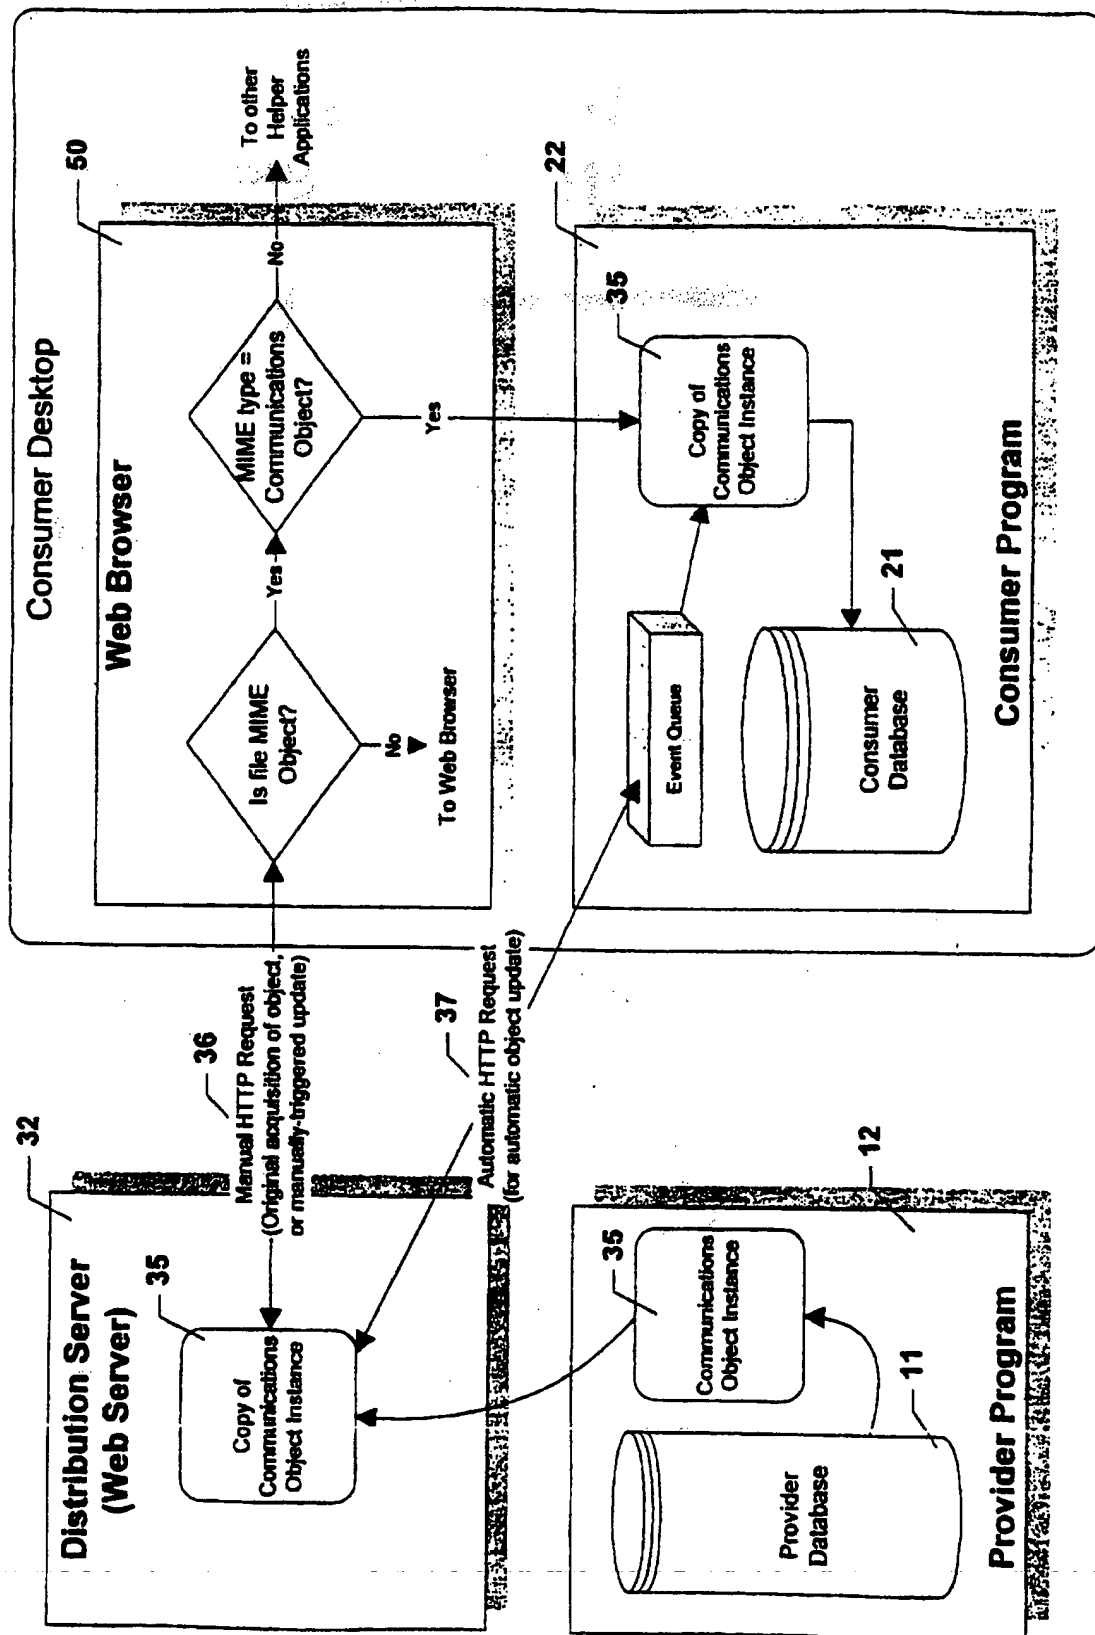 Consumer Desktop
50
Web Browser
Is file MIME
Object?
Yes
No
To Web Browser
MIME type =
Communications
Object?
No
To other
Helper
Applications
Yes
22
35
Copy of
Communications
Object Instance
Event Queue
21
Consumer
Database
Consumer Program
36
Manual HTTP Request
(Original acquisition of object,
or manually-triggered update)
37
Automatic HTTP Request
(for automatic object update)
32
Distribution Server
(Web Server)
35
Copy of
Communications
Object Instance
12
35
Communications
Object Instance
11
Provider
Database
Provider Program